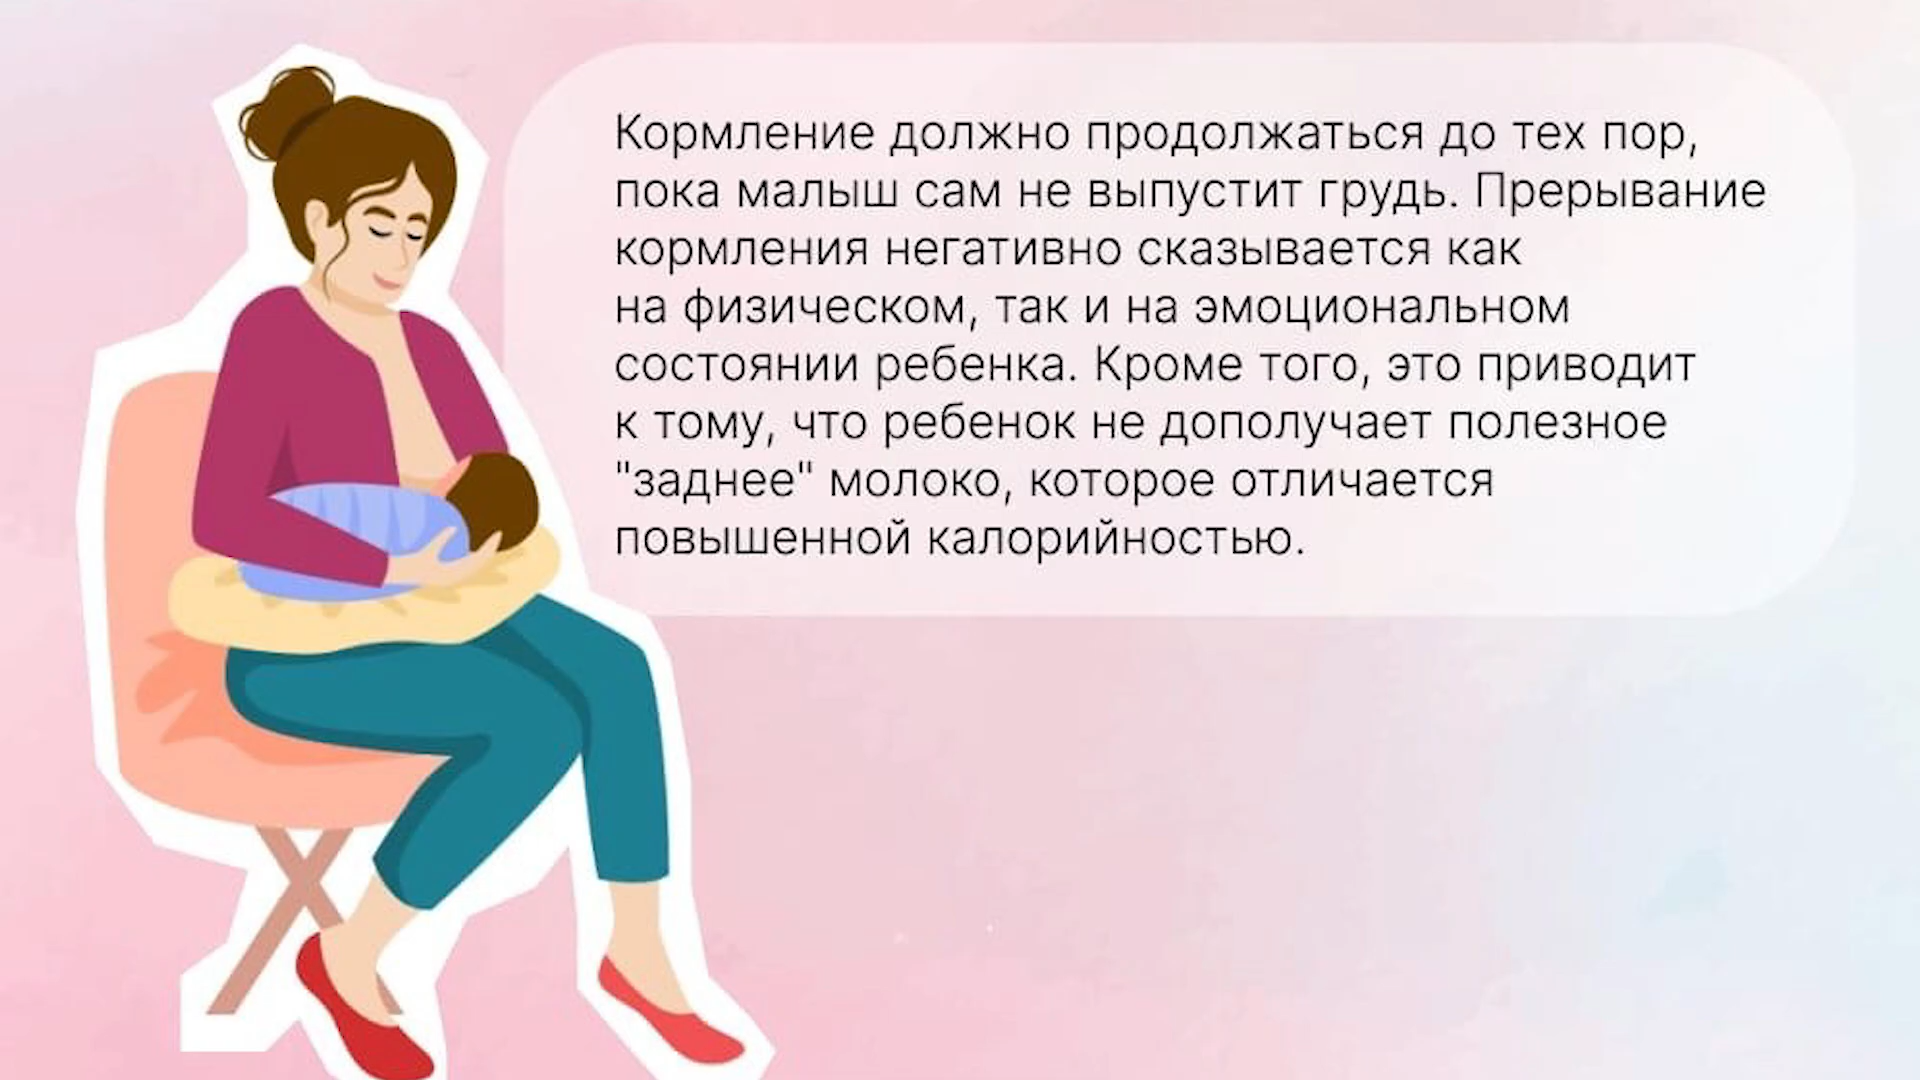 Кормление должно продолжаться до тех пор,
пока малыш сам не выпустит грудь. Прерывание
кормления негативно сказывается как
на физическом, так и на эмоциональном
состоянии ребенка. Кроме того, это приводит
к тому, что ребенок не дополучает полезное
"заднее" молоко, которое отличается
повышенной калорийностью.